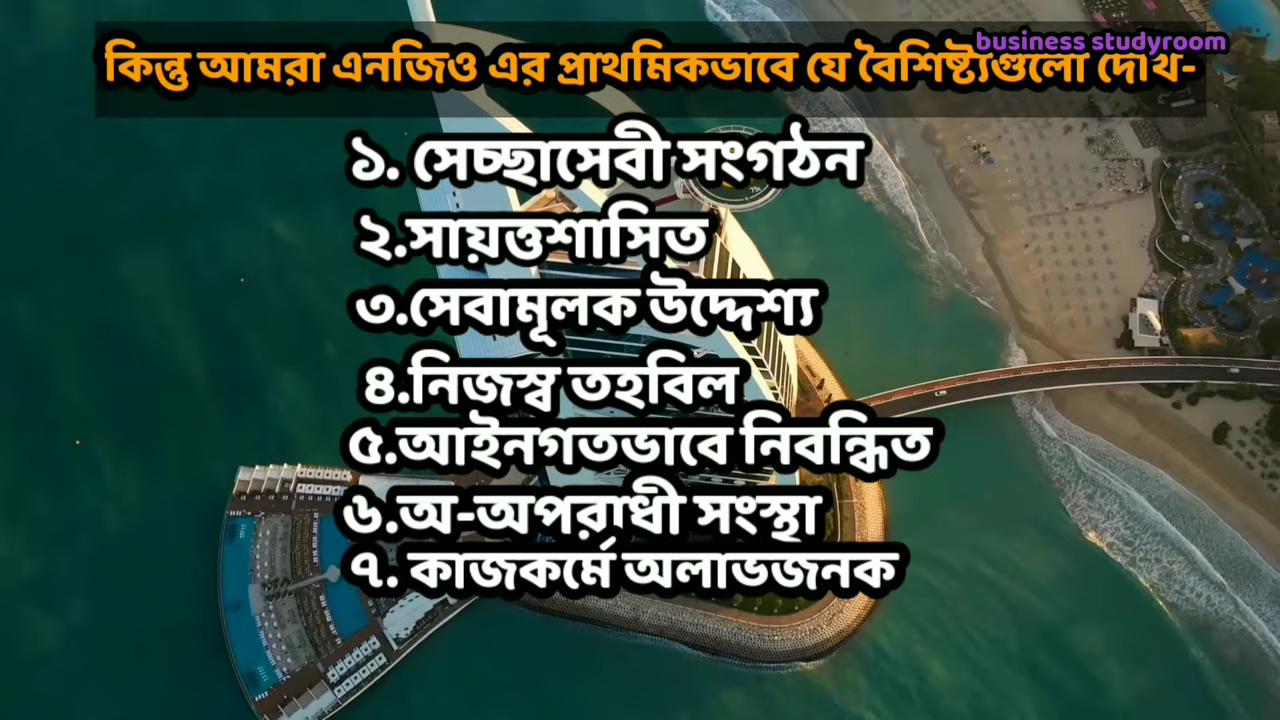 business studyroom
কিন্তু আমরা এনজিও এর প্রাথমিকভাবে যে বৈশিষ্ট্যগুলো দেখি-
১. সেচ্ছাসেবী সংগঠন
২.সায়ত্তশাসিত
৩.সেবামূলক উদ্দেশ্য
৪.নিজস্ব তহবিল
৫.আইনগতভাবে নিবন্ধিত
৬.অ-অপরাধী সংস্থা
৭. কাজকর্মে অলাভজনক